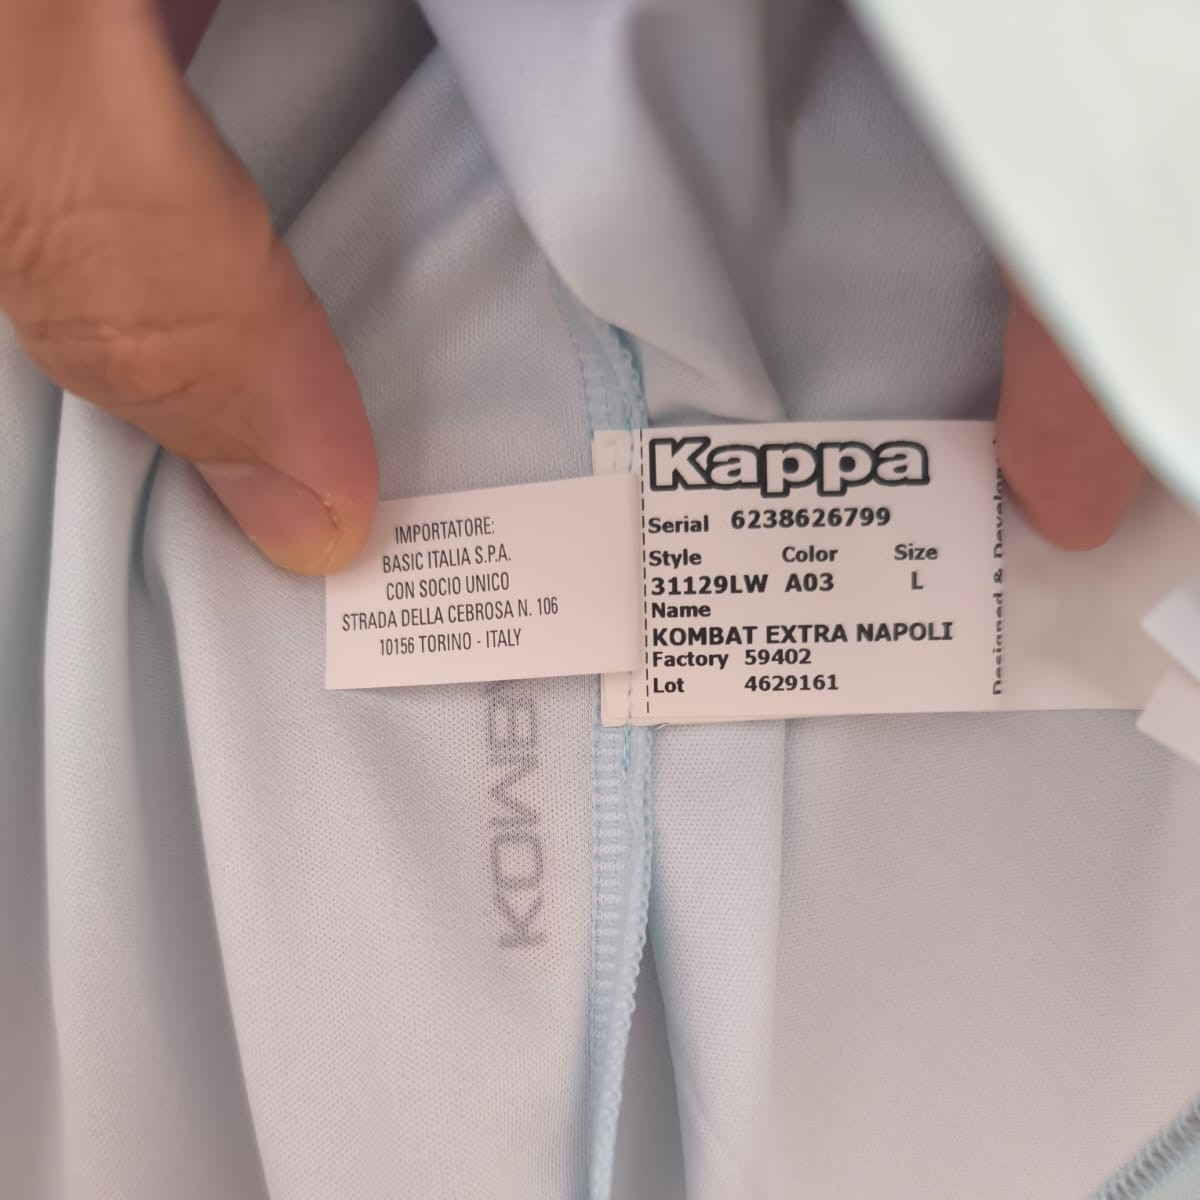 IMPORTATORE:
BASIC ITALIA S.P.A.
CON SOCIO UNICO
STRADA DELLA CEBROSA N. 106
10156 TORINO - ITALY
Kappa
Serial 6238626799
Style Color Size
31129LW A03 L
Name
KOMBAT EXTRA NAPOLI
Factory 59402
Lot 4629161
Designed &